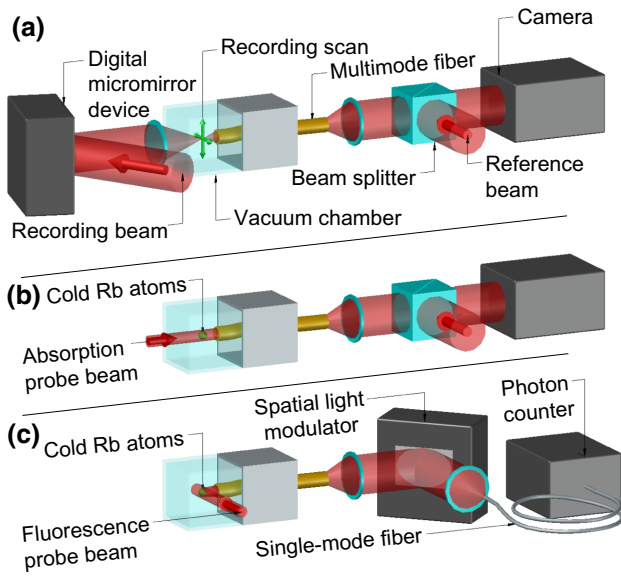 (a)
Digital
micromirror
device
Recording scan
Multimode fiber
Camera
Recording beam
Vacuum chamber
Beam splitter
Reference
beam
(b)
Cold Rb atoms
Absorption
probe beam
(c)
Cold Rb atoms
Spatial light
modulator
Photon
counter
Fluorescence
probe beam
Single-mode fiber